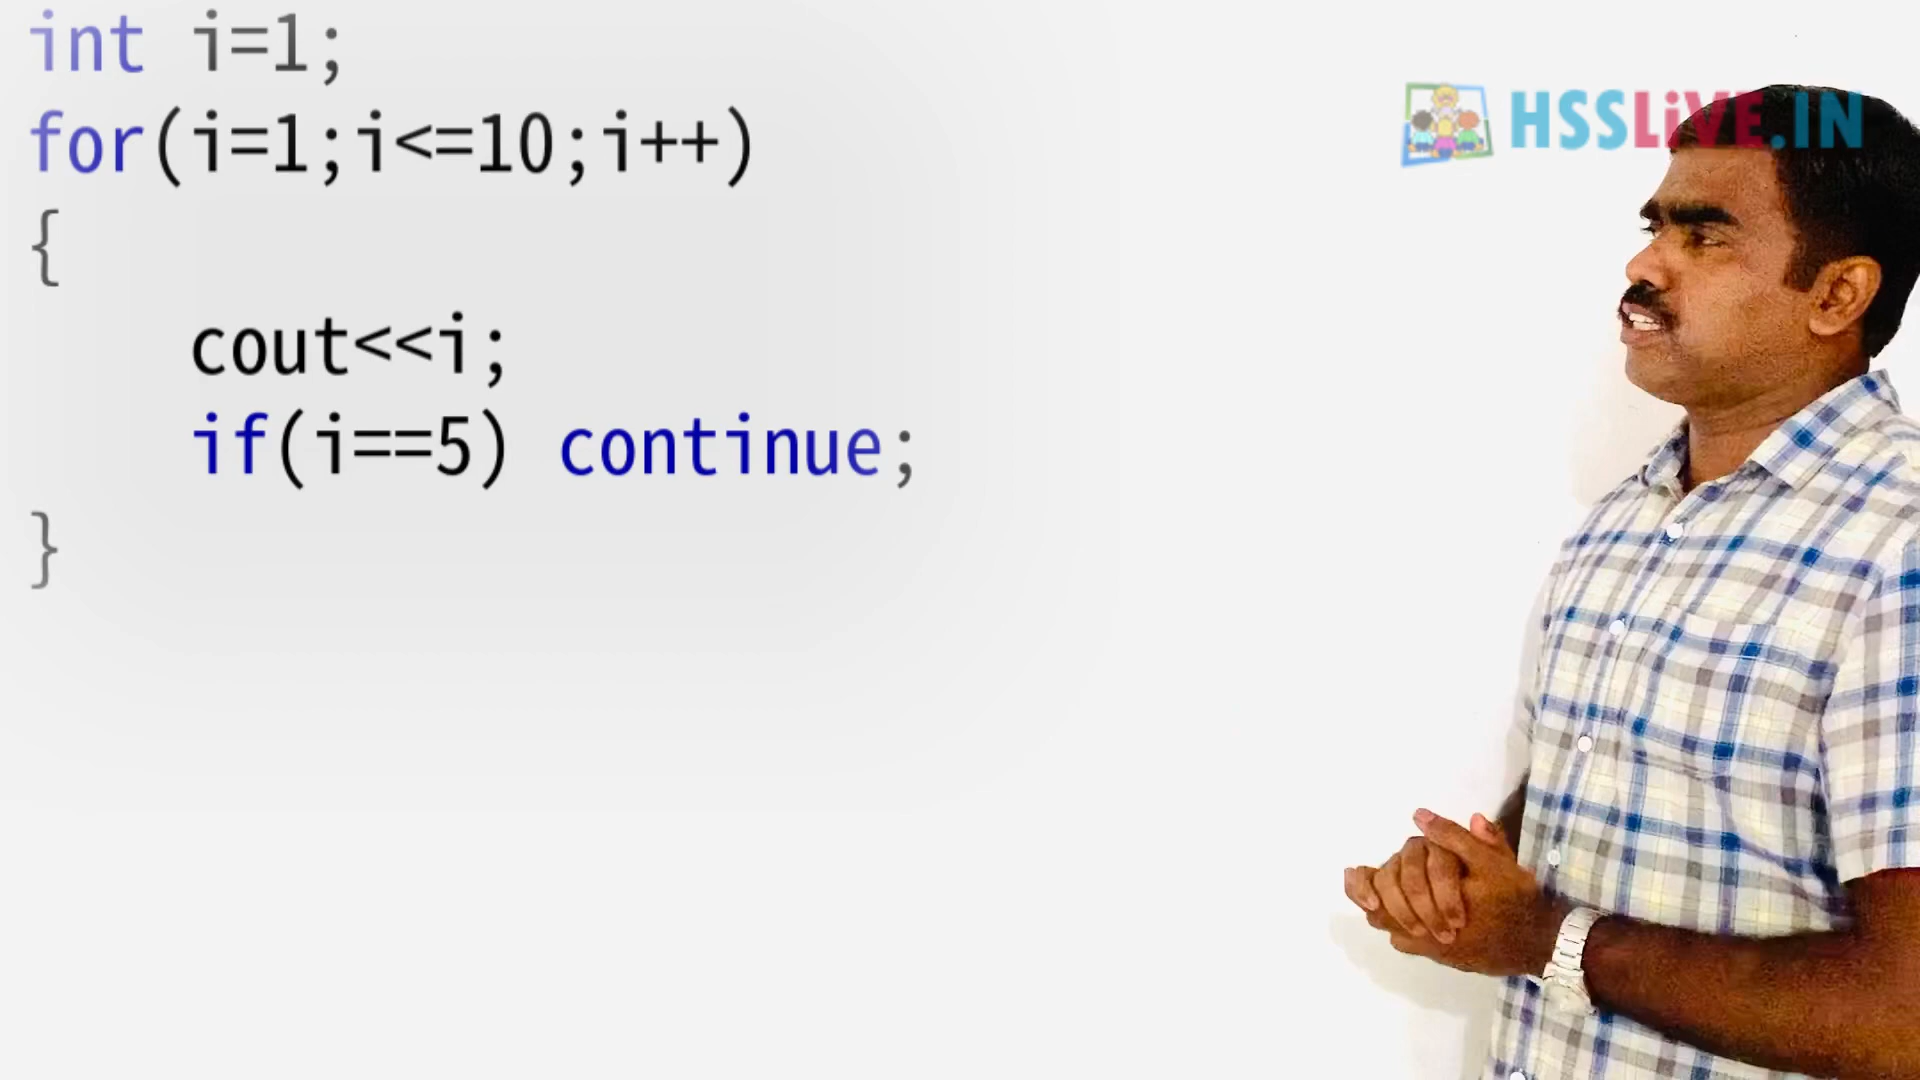 int i=1;
for(i=1;i<=10;i++)
{
cout<<i;
if(i==5) continue;
}
HSSLiVE.IN